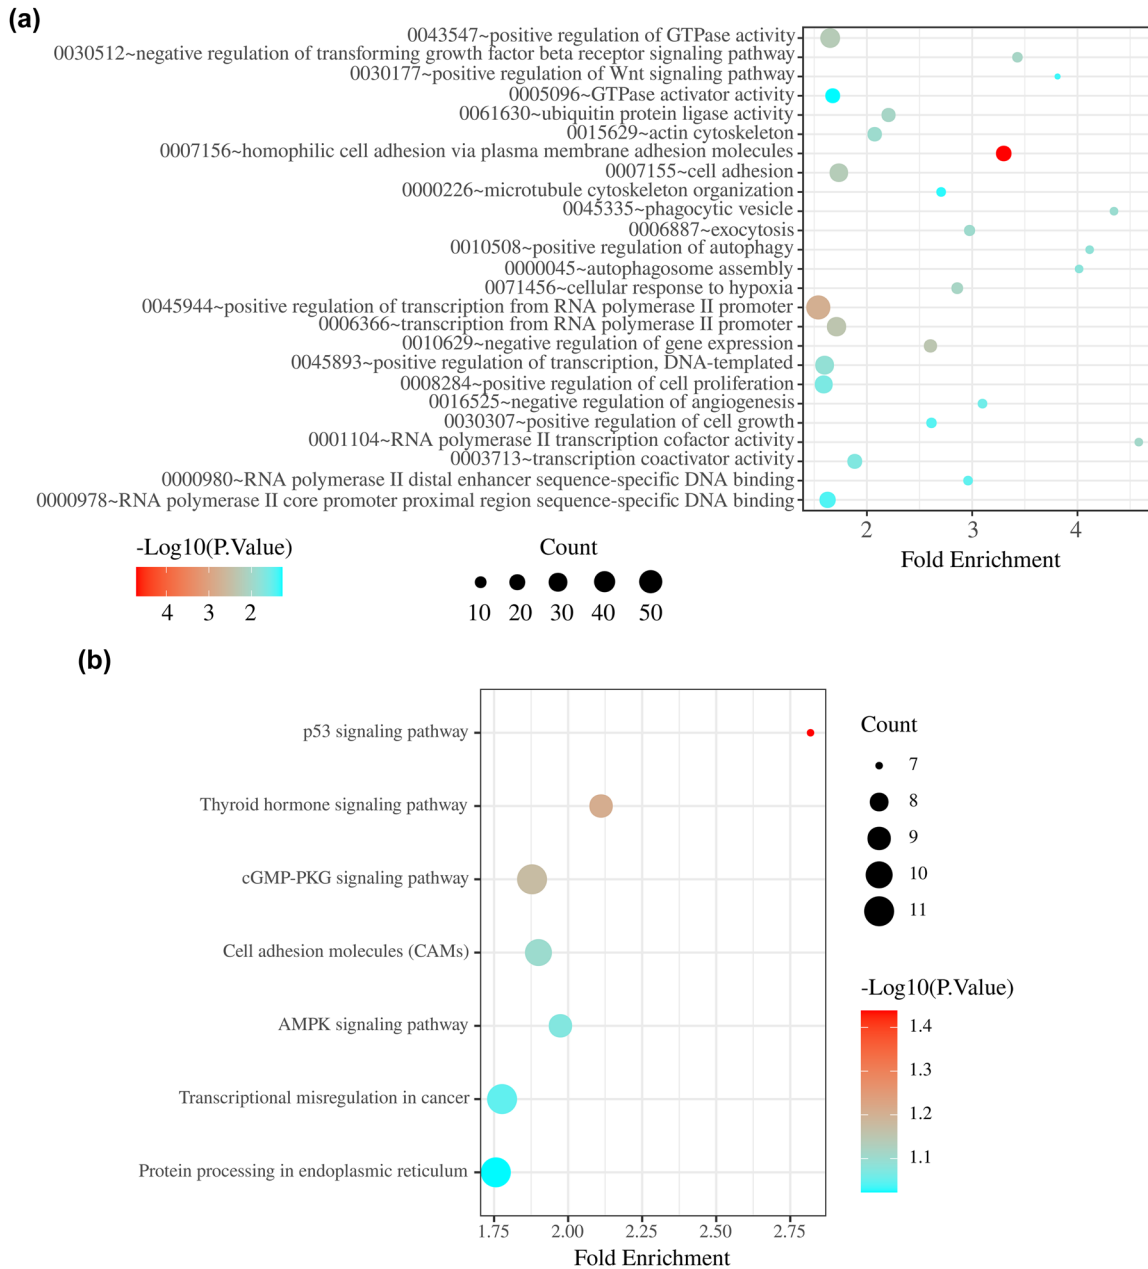 (a)
0043547~positive regulation of GTPase activity
0030512~negative regulation of transforming growth factor beta receptor signaling pathway
0030177~positive regulation of Wnt signaling pathway
0005096~GTPase activator activity
0061630~ubiquitin protein ligase activity
0015629~actin cytoskeleton
0007156~homophilic cell adhesion via plasma membrane adhesion molecules
0007155~cell adhesion
0000226~microtubule cytoskeleton organization
0045335~phagocytic vesicle
0006887~exocytosis
0010508~positive regulation of autophagy
0000045~autophagosome assembly
0071456~cellular response to hypoxia
0045944~positive regulation of transcription from RNA polymerase II promoter
0006366~transcription from RNA polymerase II promoter
0010629~negative regulation of gene expression
0045893~positive regulation of transcription, DNA-templated
0008284~positive regulation of cell proliferation
0016525~negative regulation of angiogenesis
0030307~positive regulation of cell growth
0001104~RNA polymerase II transcription cofactor activity
0003713~transcription coactivator activity
0000980~RNA polymerase II distal enhancer sequence-specific DNA binding
0000978~RNA polymerase II core promoter proximal region sequence-specific DNA binding
2 3 4
Fold Enrichment
-Log10(P.Value)
4 3 2
Count
10 20 30 40 50
(b)
p53 signaling pathway
Thyroid hormone signaling pathway
cGMP-PKG signaling pathway
Cell adhesion molecules (CAMs)
AMPK signaling pathway
Transcriptional misregulation in cancer
Protein processing in endoplasmic reticulum
1.75 2.00 2.25 2.50 2.75
Fold Enrichment
Count
7
8
9
10
11
-Log10(P.Value)
1.4
1.3
1.2
1.1